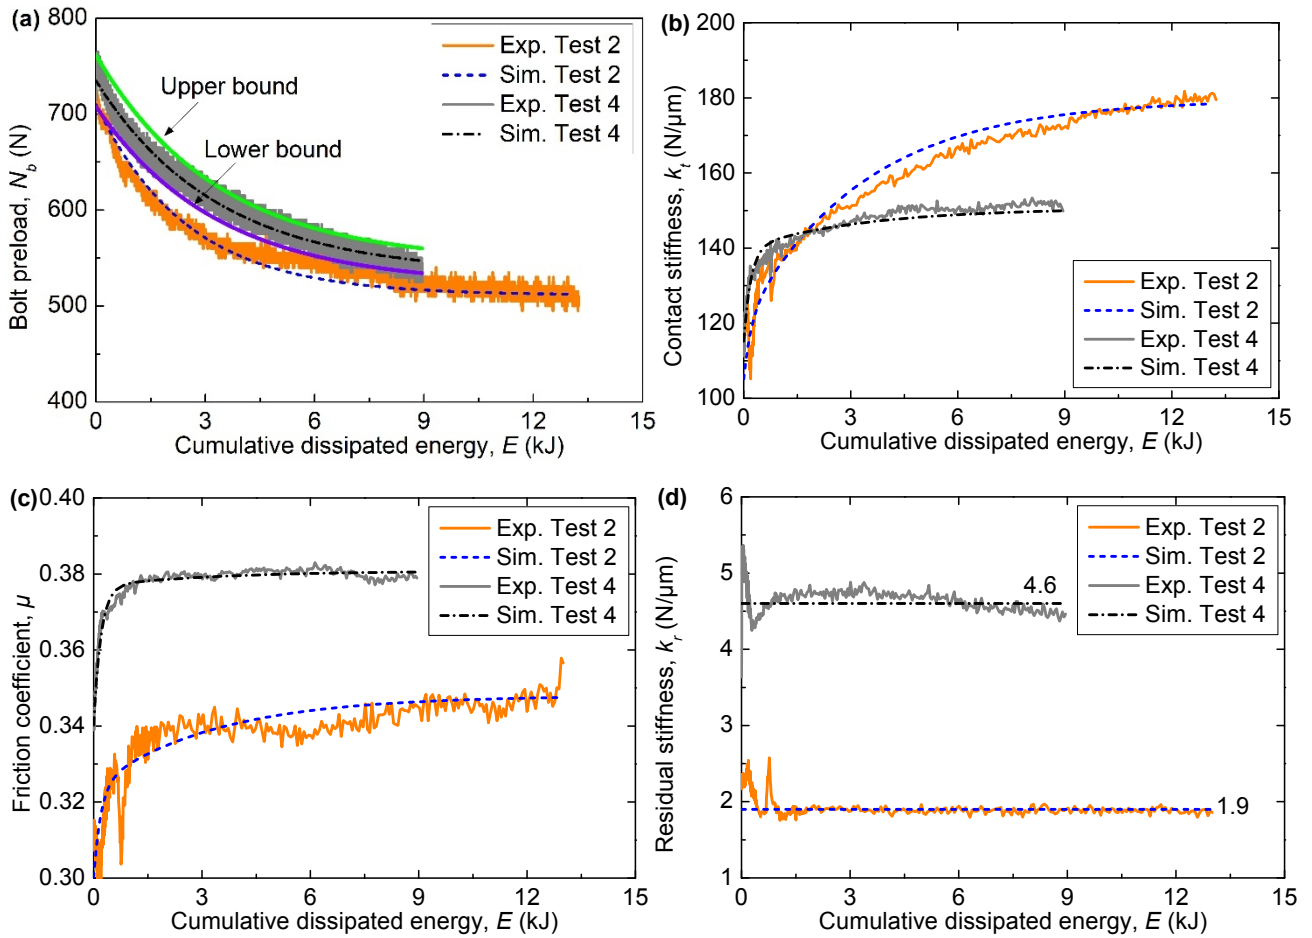 (a)
800
700
600
500
400
Bolt preload, N_b (N)
Upper bound
Lower bound
Exp. Test 2
Sim. Test 2
Exp. Test 4
Sim. Test 4
0 3 6 9 12 15
Cumulative dissipated energy, E (kJ)
(b)
200
180
160
140
120
100
Contact stiffness, k_t (N/μm)
Exp. Test 2
Sim. Test 2
Exp. Test 4
Sim. Test 4
0 3 6 9 12 15
Cumulative dissipated energy, E (kJ)
(c)
0.40
0.38
0.36
0.34
0.32
0.30
Friction coefficient, μ
Exp. Test 2
Sim. Test 2
Exp. Test 4
Sim. Test 4
0 3 6 9 12 15
Cumulative dissipated energy, E (kJ)
(d)
6
5
4
3
2
1
Residual stiffness, k_r (N/μm)
Exp. Test 2
Sim. Test 2
Exp. Test 4
Sim. Test 4
4.6
1.9
0 3 6 9 12 15
Cumulative dissipated energy, E (kJ)